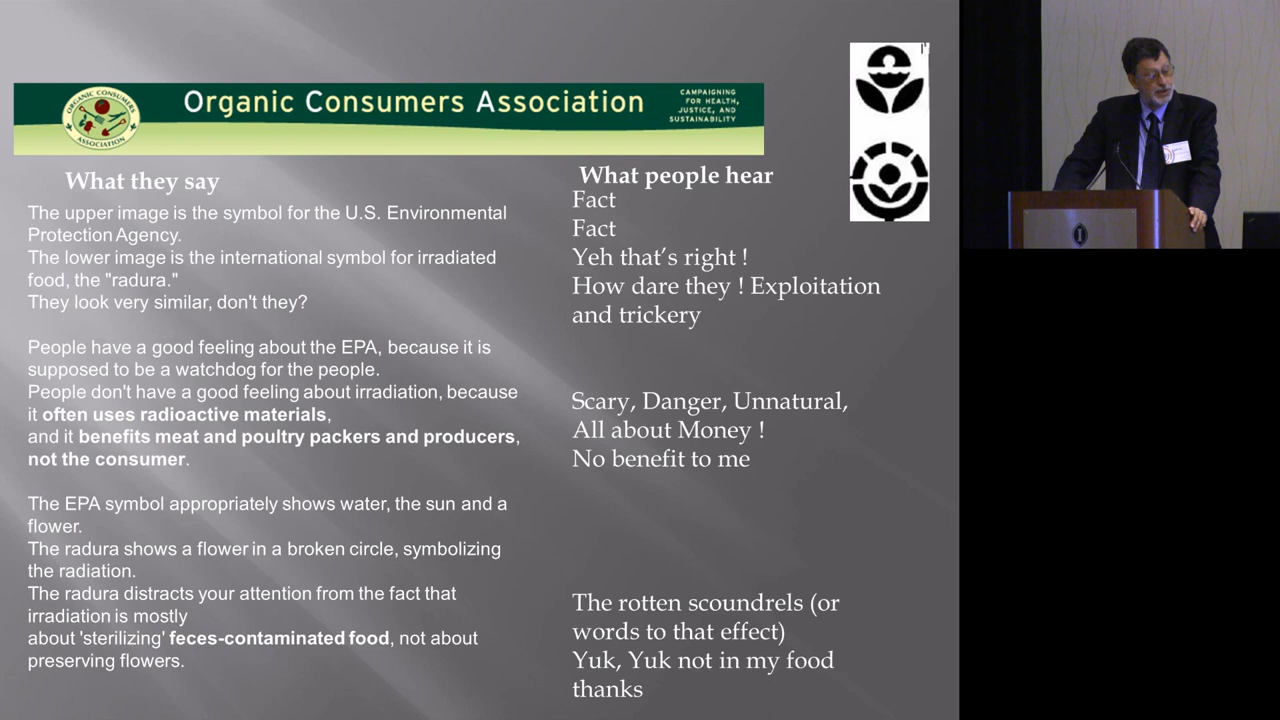 Organic Consumers Association
CAMPAIGNING
FOR HEALTH,
JUSTICE, AND
SUSTAINABILITY
ORGANIC CONSUMERS
ASSOCIATION
What they say
The upper image is the symbol for the U.S. Environmental
Protection Agency.
The lower image is the international symbol for irradiated
food, the "radura."
They look very similar, don't they?
People have a good feeling about the EPA, because it is
supposed to be a watchdog for the people.
People don't have a good feeling about irradiation, because
it often uses radioactive materials,
and it benefits meat and poultry packers and producers,
not the consumer.
The EPA symbol appropriately shows water, the sun and a
flower.
The radura shows a flower in a broken circle, symbolizing
the radiation.
The radura distracts your attention from the fact that
irradiation is mostly
about 'sterilizing' feces-contaminated food, not about
preserving flowers.
What people hear
Fact
Fact
Yeh that’s right !
How dare they ! Exploitation
and trickery
Scary, Danger, Unnatural,
All about Money !
No benefit to me
The rotten scoundrels (or
words to that effect)
Yuk, Yuk not in my food
thanks